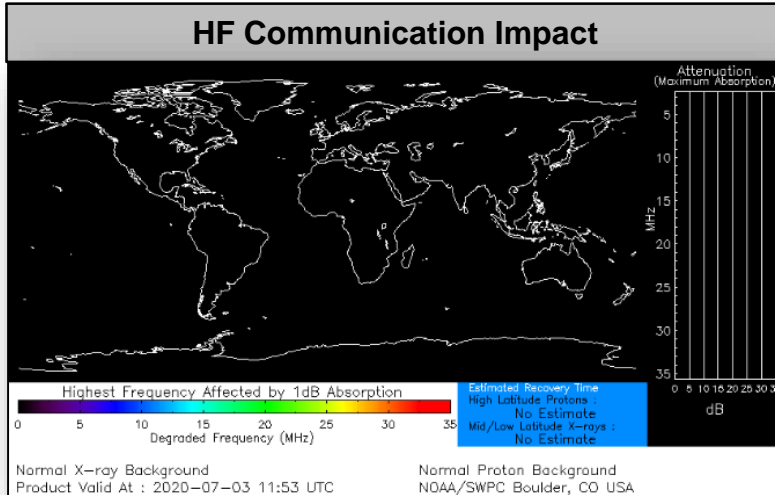 HF Communication Impact
Attenuation
(Maximum Absorption)
5
10
15
20
25
30
35
MHz
0 5 10 15 20 25 30 3
dB
Highest Frequency Affected by 1dB Absorption
0 5 10 15 20 25 30 35
Degraded Frequency (MHz)
Estimated Recovery Time
High Latitude Protons :
No Estimate
Mid/Low Latitude X-rays :
No Estimate
Normal X-ray Background
Product Valid At : 2020-07-03 11:53 UTC
Normal Proton Background
NOAA/SWPC Boulder, CO USA